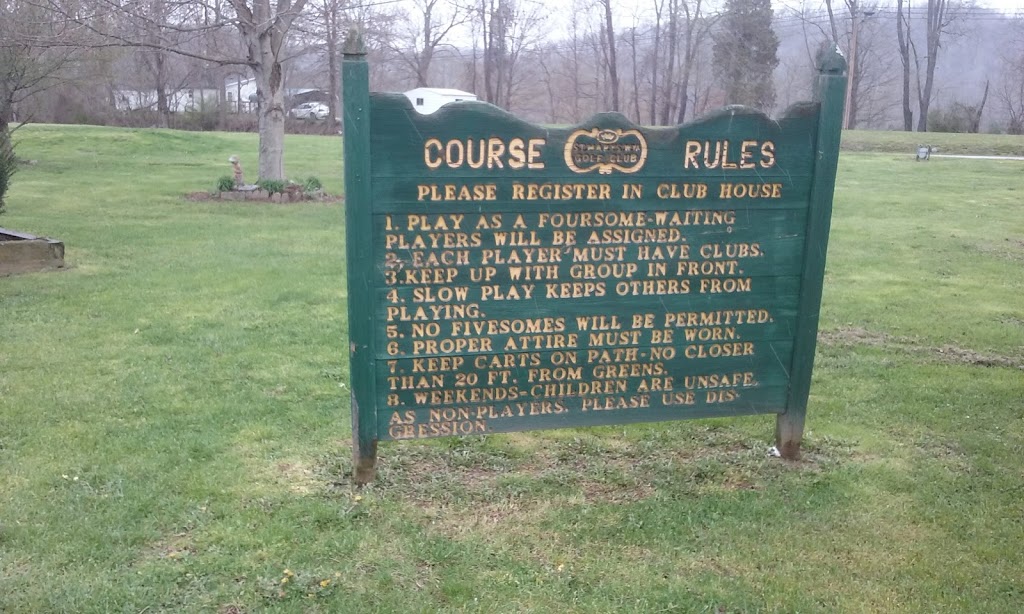 COURSE GOLF CLUB RULES
PLEASE REGISTER IN CLUB HOUSE
1. PLAY AS A FOURSOME-WAITING
PLAYERS WILL BE ASSIGNED.
2. EACH PLAYER MUST HAVE CLUBS.
3. KEEP UP WITH GROUP IN FRONT.
4. SLOW PLAY KEEPS OTHERS FROM
PLAYING.
5. NO FIVESOMES WILL BE PERMITTED.
6. PROPER ATTIRE MUST BE WORN.
7. KEEP CARTS ON PATH-NO CLOSER
THAN 20 FT. FROM GREENS.
8. WEEKENDS-CHILDREN ARE UNSAFE
AS NON-PLAYERS. PLEASE USE DIS-
GRESSION.